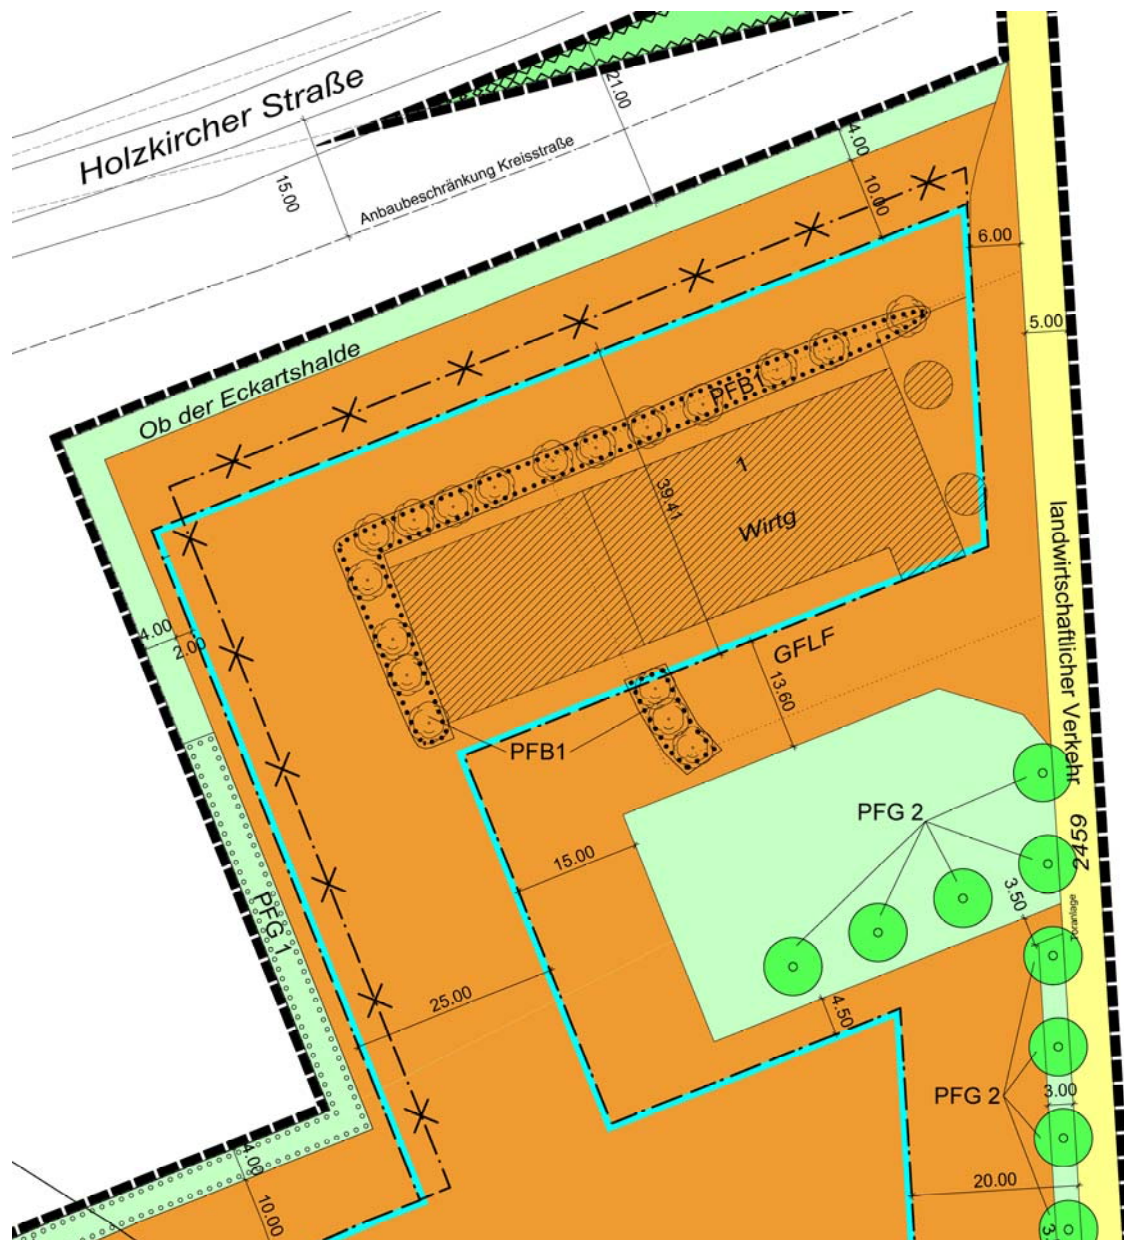 Holzkircher Straße
21.00
15.00
Anbaubeschränkung Kreisstraße
4.00
10.00
6.00
5.00
Ob der Eckartshalde
PFB1
1
39.41
Wirtg
landwirtschaftlicher Verkehr
4.00
2.00
GFLF
13.60
PFB1
PFG 2
2459
15.00
3.50
Toranlage
PFG 1
25.00
4.50
PFG 2
3.00
4.00
10.00
20.00